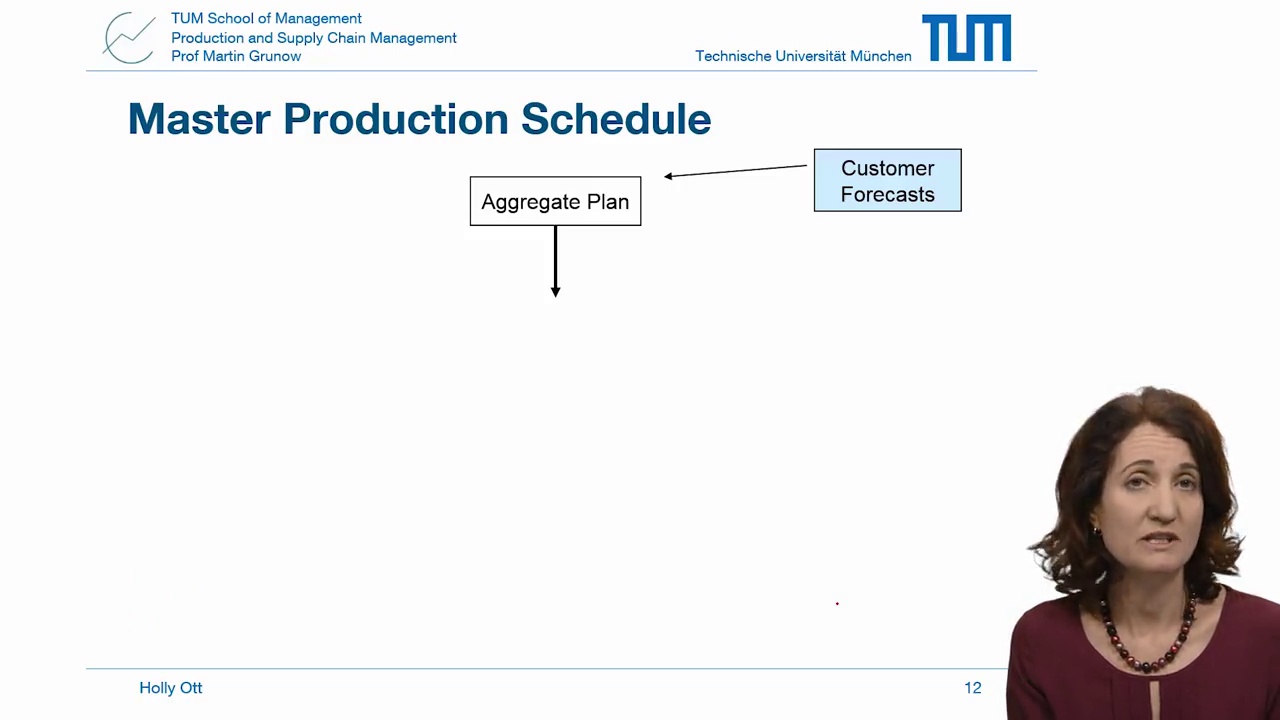 TUM School of Management
Production and Supply Chain Management
Prof Martin Grunow
Technische Universität München
TUM
Master Production Schedule
Customer
Forecasts
Aggregate Plan
Holly Ott
12